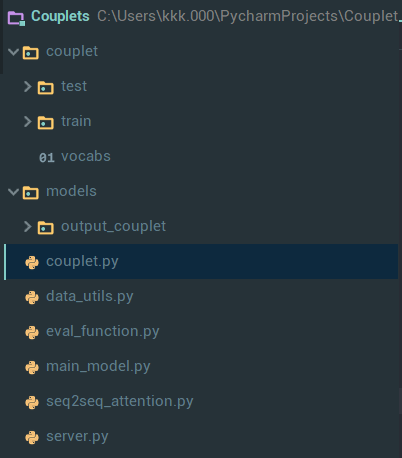 Couplets C:\Users\kkk.000\PycharmProjects\Couplet_
couplet
test
train
01 vocabs
models
output_couplet
couplet.py
data_utils.py
eval_function.py
main_model.py
seq2seq_attention.py
server.py